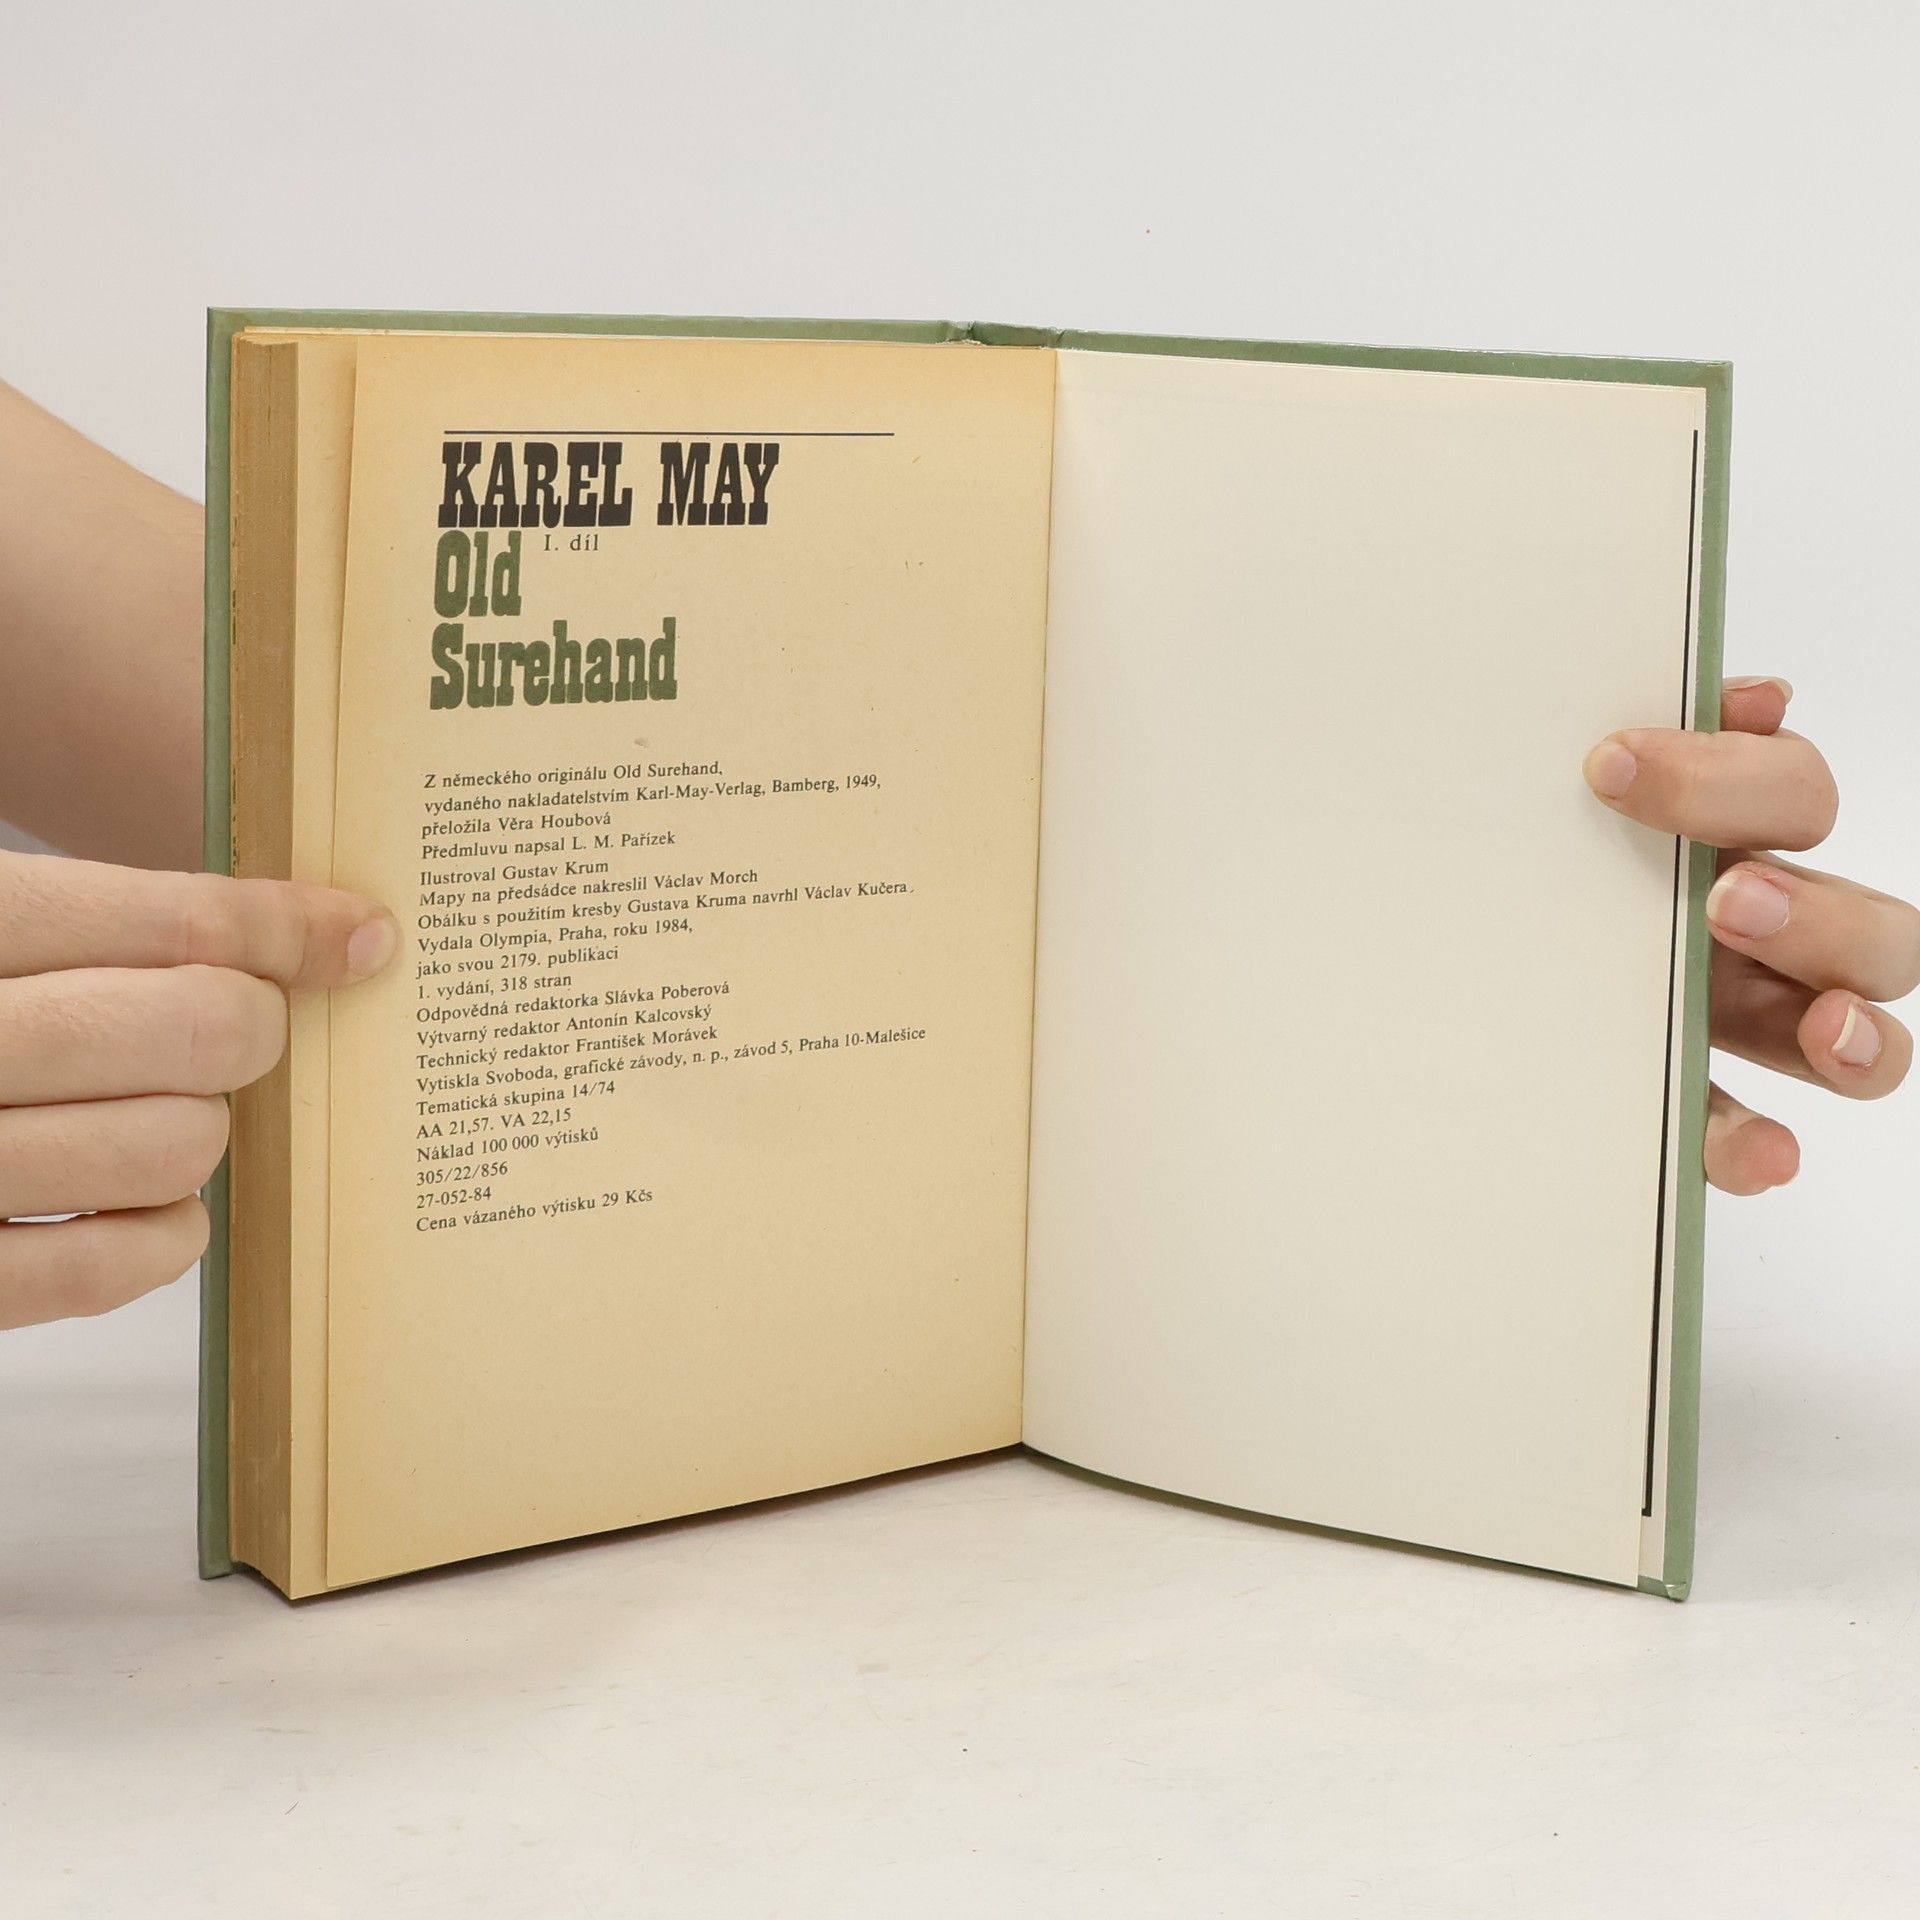 KAREL MAY
I. díl
Old
Surehand
Z německého originálu Old Surehand,
vydaného nakladatelstvím Karl-May-Verlag, Bamberg, 1949,
přeložila Věra Houbová
Předmluvu napsal L. M. Pařízek
Ilustroval Gustav Krum
Mapy na předsádce nakreslil Václav Morch
Obálku s použitím kresby Gustava Kruma navrhl Václav Kučera.
Vydala Olympia, Praha, roku 1984,
jako svou 2179. publikaci
1. vydání, 318 stran
Odpovědná redaktorka Slávka Poberová
Výtvarný redaktor Antonín Kalcovský
Technický redaktor František Morávek
Vytiskla Svoboda, grafické závody, n. p., závod 5, Praha 10-Malešice
Tematická skupina 14/74
AA 21,57. VA 22,15
Náklad 100 000 výtisků
305/22/856
27-052-84
Cena vázaného výtisku 29 Kčs